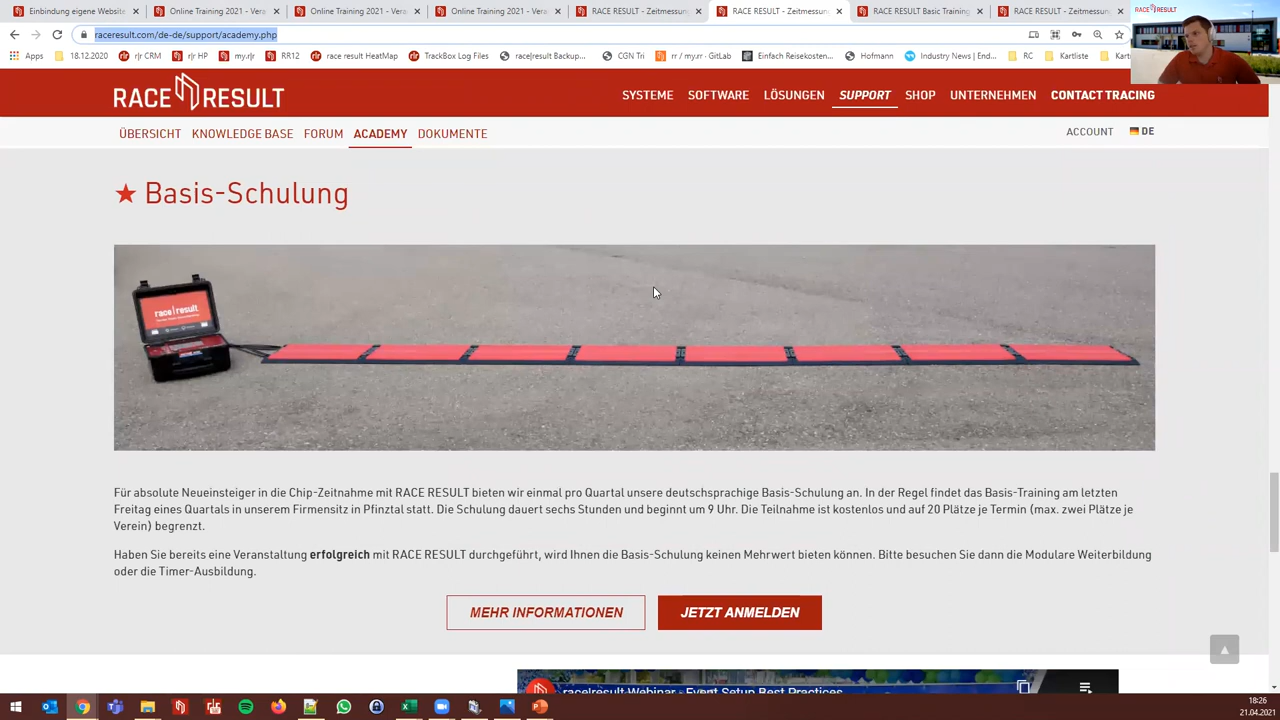 Einbindung eigene Website
Online Training 2021 - Vera
Online Training 2021 - Vera
Online Training 2021 - Vera
RACE RESULT - Zeitmessung
RACE RESULT - Zeitmessung
RACE RESULT Basic Training
RACE RESULT - Zeitmessung
RACE RESULT
raceresult.com/de-de/support/academy.php
Apps
18.12.2020
r|r CRM
r|r HP
my.r|r
RR12
race result HeatMap
TrackBox Log Files
race|result Backup...
CGN Tri
rr / my.rr · GitLab
Einfach Reisekosten...
Hofmann
Industry News | End...
RC
Kartliste
RACE RESULT
SYSTEME
SOFTWARE
LÖSUNGEN
SUPPORT
SHOP
UNTERNEHMEN
CONTACT TRACING
ÜBERSICHT
KNOWLEDGE BASE
FORUM
ACADEMY
DOKUMENTE
ACCOUNT
DE
★ Basis-Schulung
race|result
Für absolute Neueinsteiger in die Chip-Zeitnahme mit RACE RESULT bieten wir einmal pro Quartal unsere deutschsprachige Basis-Schulung an. In der Regel findet das Basis-Training am letzten
Freitag eines Quartals in unserem Firmensitz in Pfinztal statt. Die Schulung dauert sechs Stunden und beginnt um 9 Uhr. Die Teilnahme ist kostenlos und auf 20 Plätze je Termin (max. zwei Plätze je
Verein) begrenzt.
Haben Sie bereits eine Veranstaltung erfolgreich mit RACE RESULT durchgeführt, wird Ihnen die Basis-Schulung keinen Mehrwert bieten können. Bitte besuchen Sie dann die Modulare Weiterbildung
oder die Timer-Ausbildung.
MEHR INFORMATIONEN
JETZT ANMELDEN
race|result Webinar - Event Setup Best Practices
18:26
21.04.2021